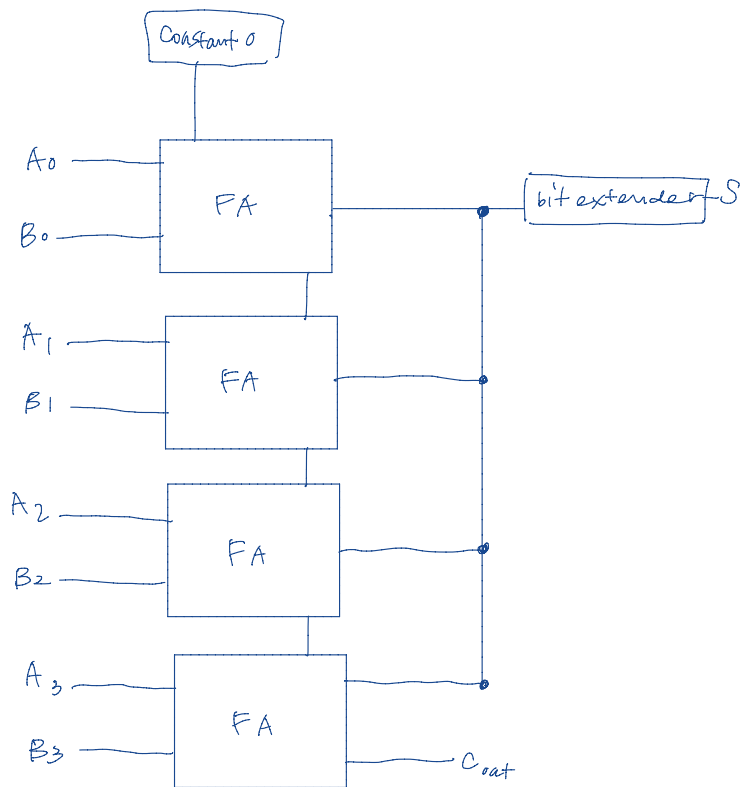 Constant 0
A0
FA
bit extender
S
B0
A1
FA
B1
A2
FA
B2
A3
FA
B3
Cout